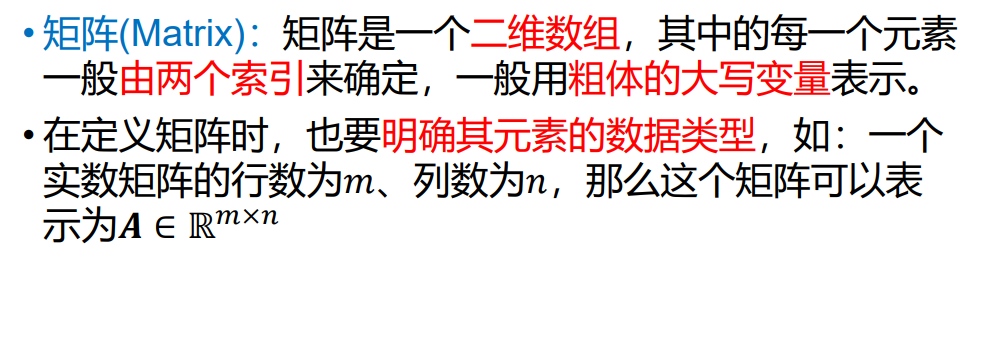 • 矩阵(Matrix)：矩阵是一个二维数组，其中的每一个元素
一般由两个索引来确定，一般用粗体的大写变量表示。
• 在定义矩阵时，也要明确其元素的数据类型，如：一个
实数矩阵的行数为𝑚、列数为𝑛，那么这个矩阵可以表
示为𝑨 ∈ ℝ^{𝑚×𝑛}